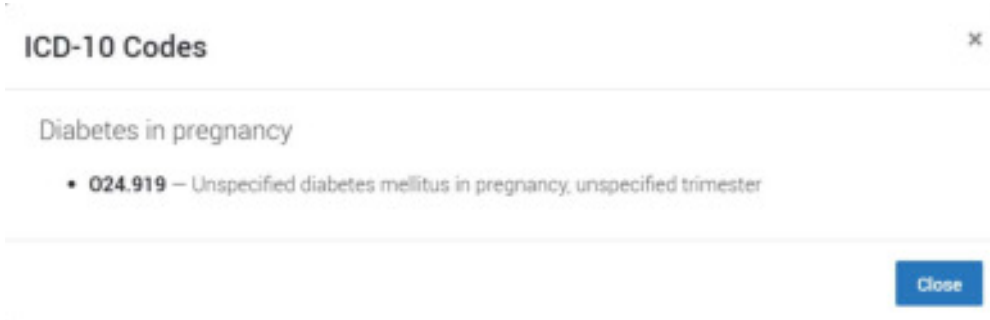 ICD-10 Codes
×
Diabetes in pregnancy
• O24.919 – Unspecified diabetes mellitus in pregnancy, unspecified trimester
Close